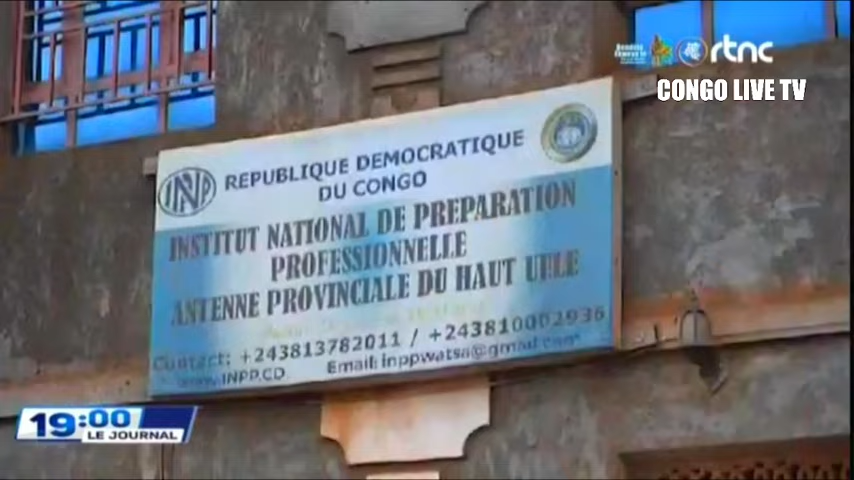 rtnc
CONGO LIVE TV
INP
REPUBLIQUE DEMOCRATIQUE
DU CONGO
INSTITUT NATIONAL DE PREPARATION
PROFESSIONNELLE
ANTENNE PROVINCIALE DU HAUT UELE
Contact: +243813782011 / +243810002936
www.INPP.CD. Email:inppwatsa@gmail.com
19:00
LE JOURNAL